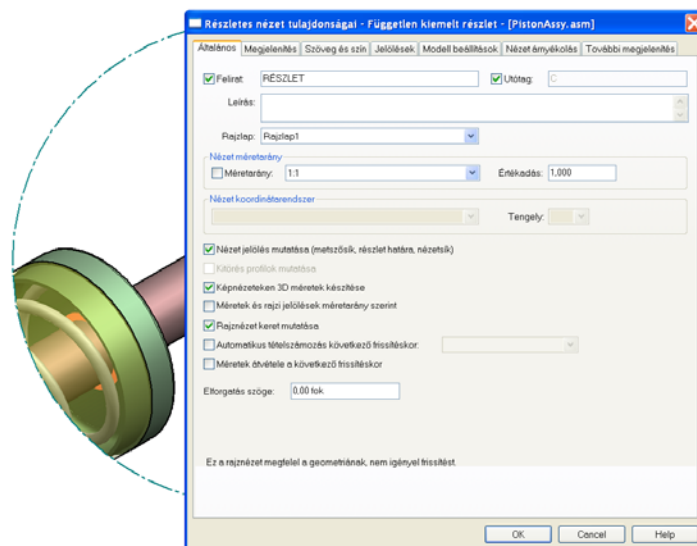 Részletes nézet tulajdonságai - Független kiemelt részlet - [PistonAssy.asm]
Általános Megjelenítés Szöveg és szín Jelölések Modell beállítások Nézet árnyékolás További megjelenítés
Felirat: RÉSZLET Utótag: C
Leírás:
Rajzlap: Rajzlap1
Nézet méretarány
Méretarány: 1:1 Értékadás: 1,000
Nézet koordinátarendszer
Tengely:
Nézet jelölés mutatása (metszősík, részlet határa, nézetsík)
Kitörés profilok mutatása
Képnézeteken 3D méretek készítése
Méretek és rajzi jelölések méretarány szerint
Rajznézet keret mutatása
Automatikus tételszámozás következő frissítéskor:
Méretek átvétele a következő frissítéskor
Elforgatás szöge: 0,00 fok
Ez a rajznézet megfelel a geometriának, nem igényel frissítést.
OK Cancel Help